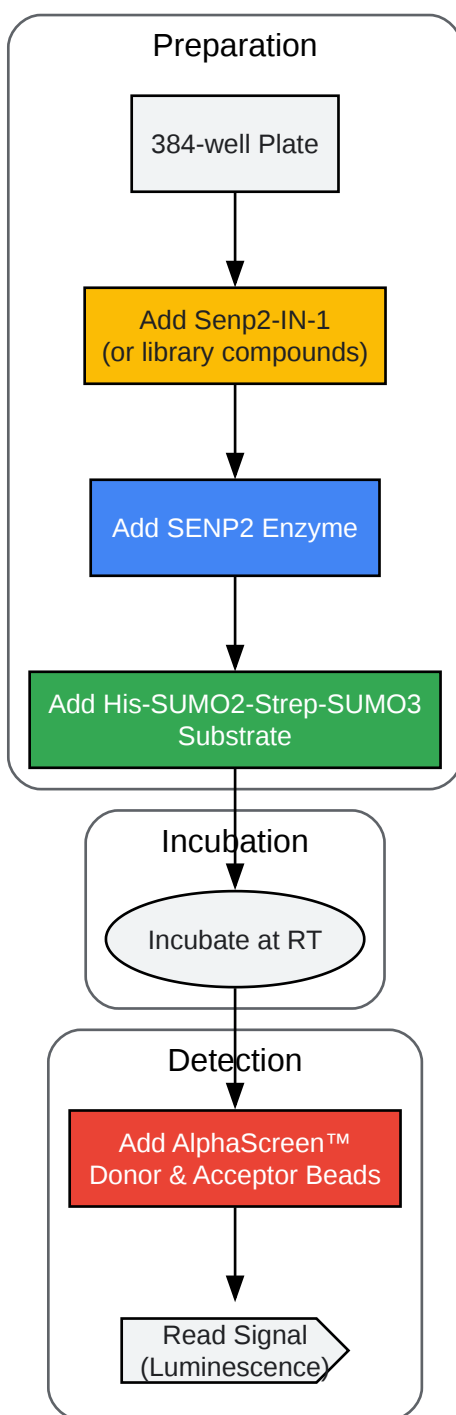 Preparation
384-well Plate
Add Senp2-IN-1
(or library compounds)
Add SENP2 Enzyme
Add His-SUMO2-Strep-SUMO3
Substrate
Incubation
Incubate at RT
Detection
Add AlphaScreen™
Donor & Acceptor Beads
Read Signal
(Luminescence)